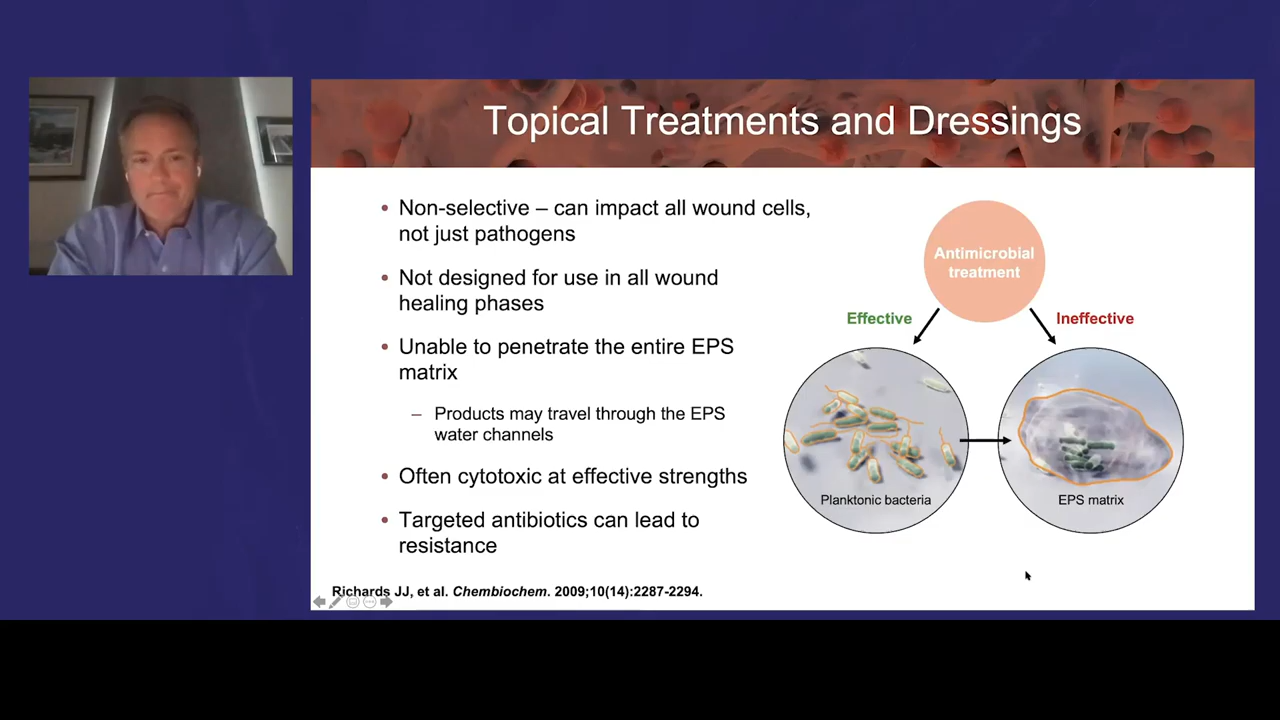 Topical Treatments and Dressings
• Non-selective – can impact all wound cells,
not just pathogens
• Not designed for use in all wound
healing phases
• Unable to penetrate the entire EPS
matrix
– Products may travel through the EPS
water channels
• Often cytotoxic at effective strengths
• Targeted antibiotics can lead to
resistance
Antimicrobial
treatment
Effective
Ineffective
Planktonic bacteria
EPS matrix
Richards JJ, et al. Chembiochem. 2009;10(14):2287-2294.